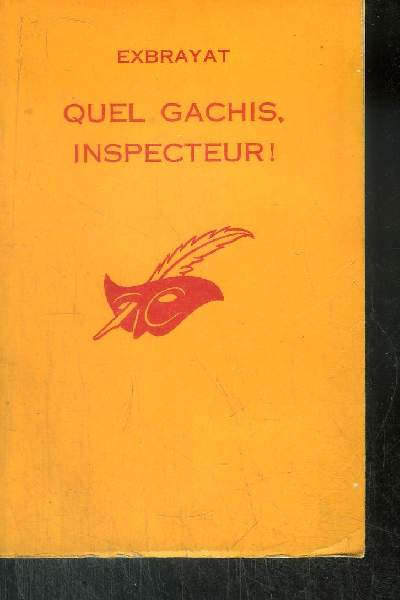 EXBRAYAT
QUEL GACHIS,
INSPECTEUR!